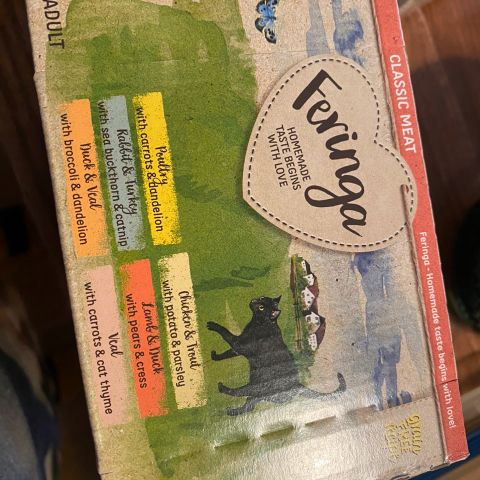 CLASSIC MEAT
Feringa - Homemade taste begins with love!
Feringa
HOMEMADE
TASTE BEGINS
WITH LOVE
Poultry
with carrots & dandelion
Rabbit & Turkey
with sea buckthorn & catnip
Duck & Veal
with broccoli & dandelion
Chicken & Trout
with potato & parsley
Lamb & Duck
with pears & cress
Veal
with carrots & cat thyme
grain
FREE
ADULT